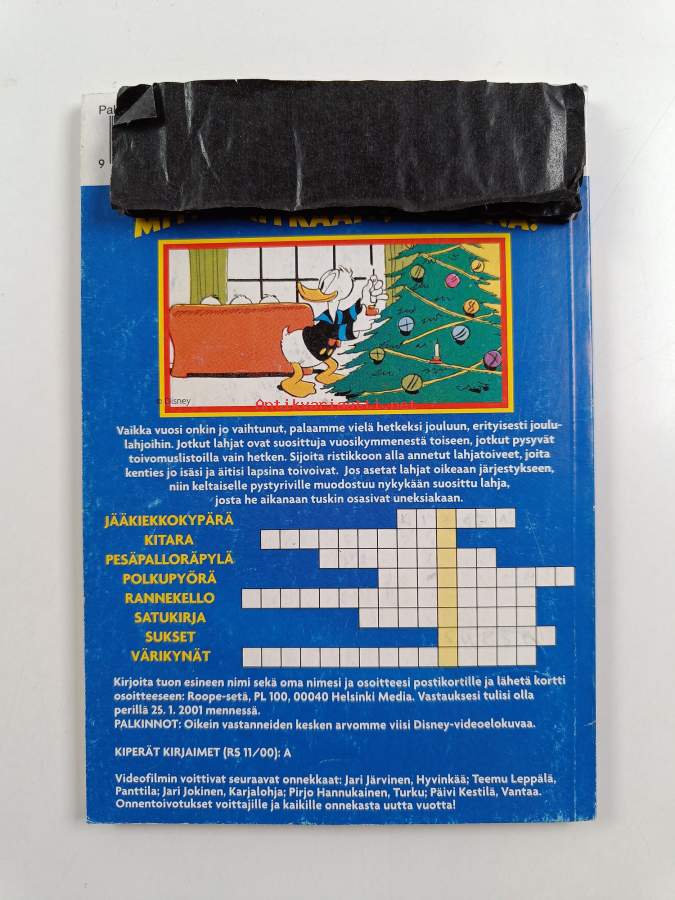 9
© Disney
Antikvariaatti.net
Vaikka vuosi onkin jo vaihtunut, palaamme vielä hetkeksi jouluun, erityisesti joulu-
lahjoihin. Jotkut lahjat ovat suosittuja vuosikymmenestä toiseen, jotkut pysyvät
toivomuslistoilla vain hetken. Sijoita ristikkoon alla annetut lahjatoiveet, joita
kenties jo isäsi ja äitisi lapsina toivoivat. Jos asetat lahjat oikeaan järjestykseen,
niin keltaiselle pystyriville muodostuu nykykään suosittu lahja,
josta he aikanaan tuskin osasivat uneksiakaan.
JÄÄKIEKKOKYPÄRÄ
KITARA
PESÄPALLORÄPYLÄ
POLKUPYÖRÄ
RANNEKELLO
SATUKIRJA
SUKSET
VÄRIKYNÄT
Kirjoita tuon esineen nimi sekä oma nimesi ja osoitteesi postikortille ja lähetä kortti
osoitteeseen: Roope-setä, PL 100, 00040 Helsinki Media. Vastauksesi tulisi olla
perillä 25. 1. 2001 mennessä.
PALKINNOT: Oikein vastanneiden kesken arvomme viisi Disney-videoelokuvaa.
KIPERÄT KIRJAIMET (RS 11/00): A
Videofilmin voittivat seuraavat onnekkaat: Jari Järvinen, Hyvinkää; Teemu Leppälä,
Panttila; Jari Jokinen, Karjalohja; Pirjo Hannukainen, Turku; Päivi Kestilä, Vantaa.
Onnentoivotukset voittajille ja kaikille onnekasta uutta vuotta!